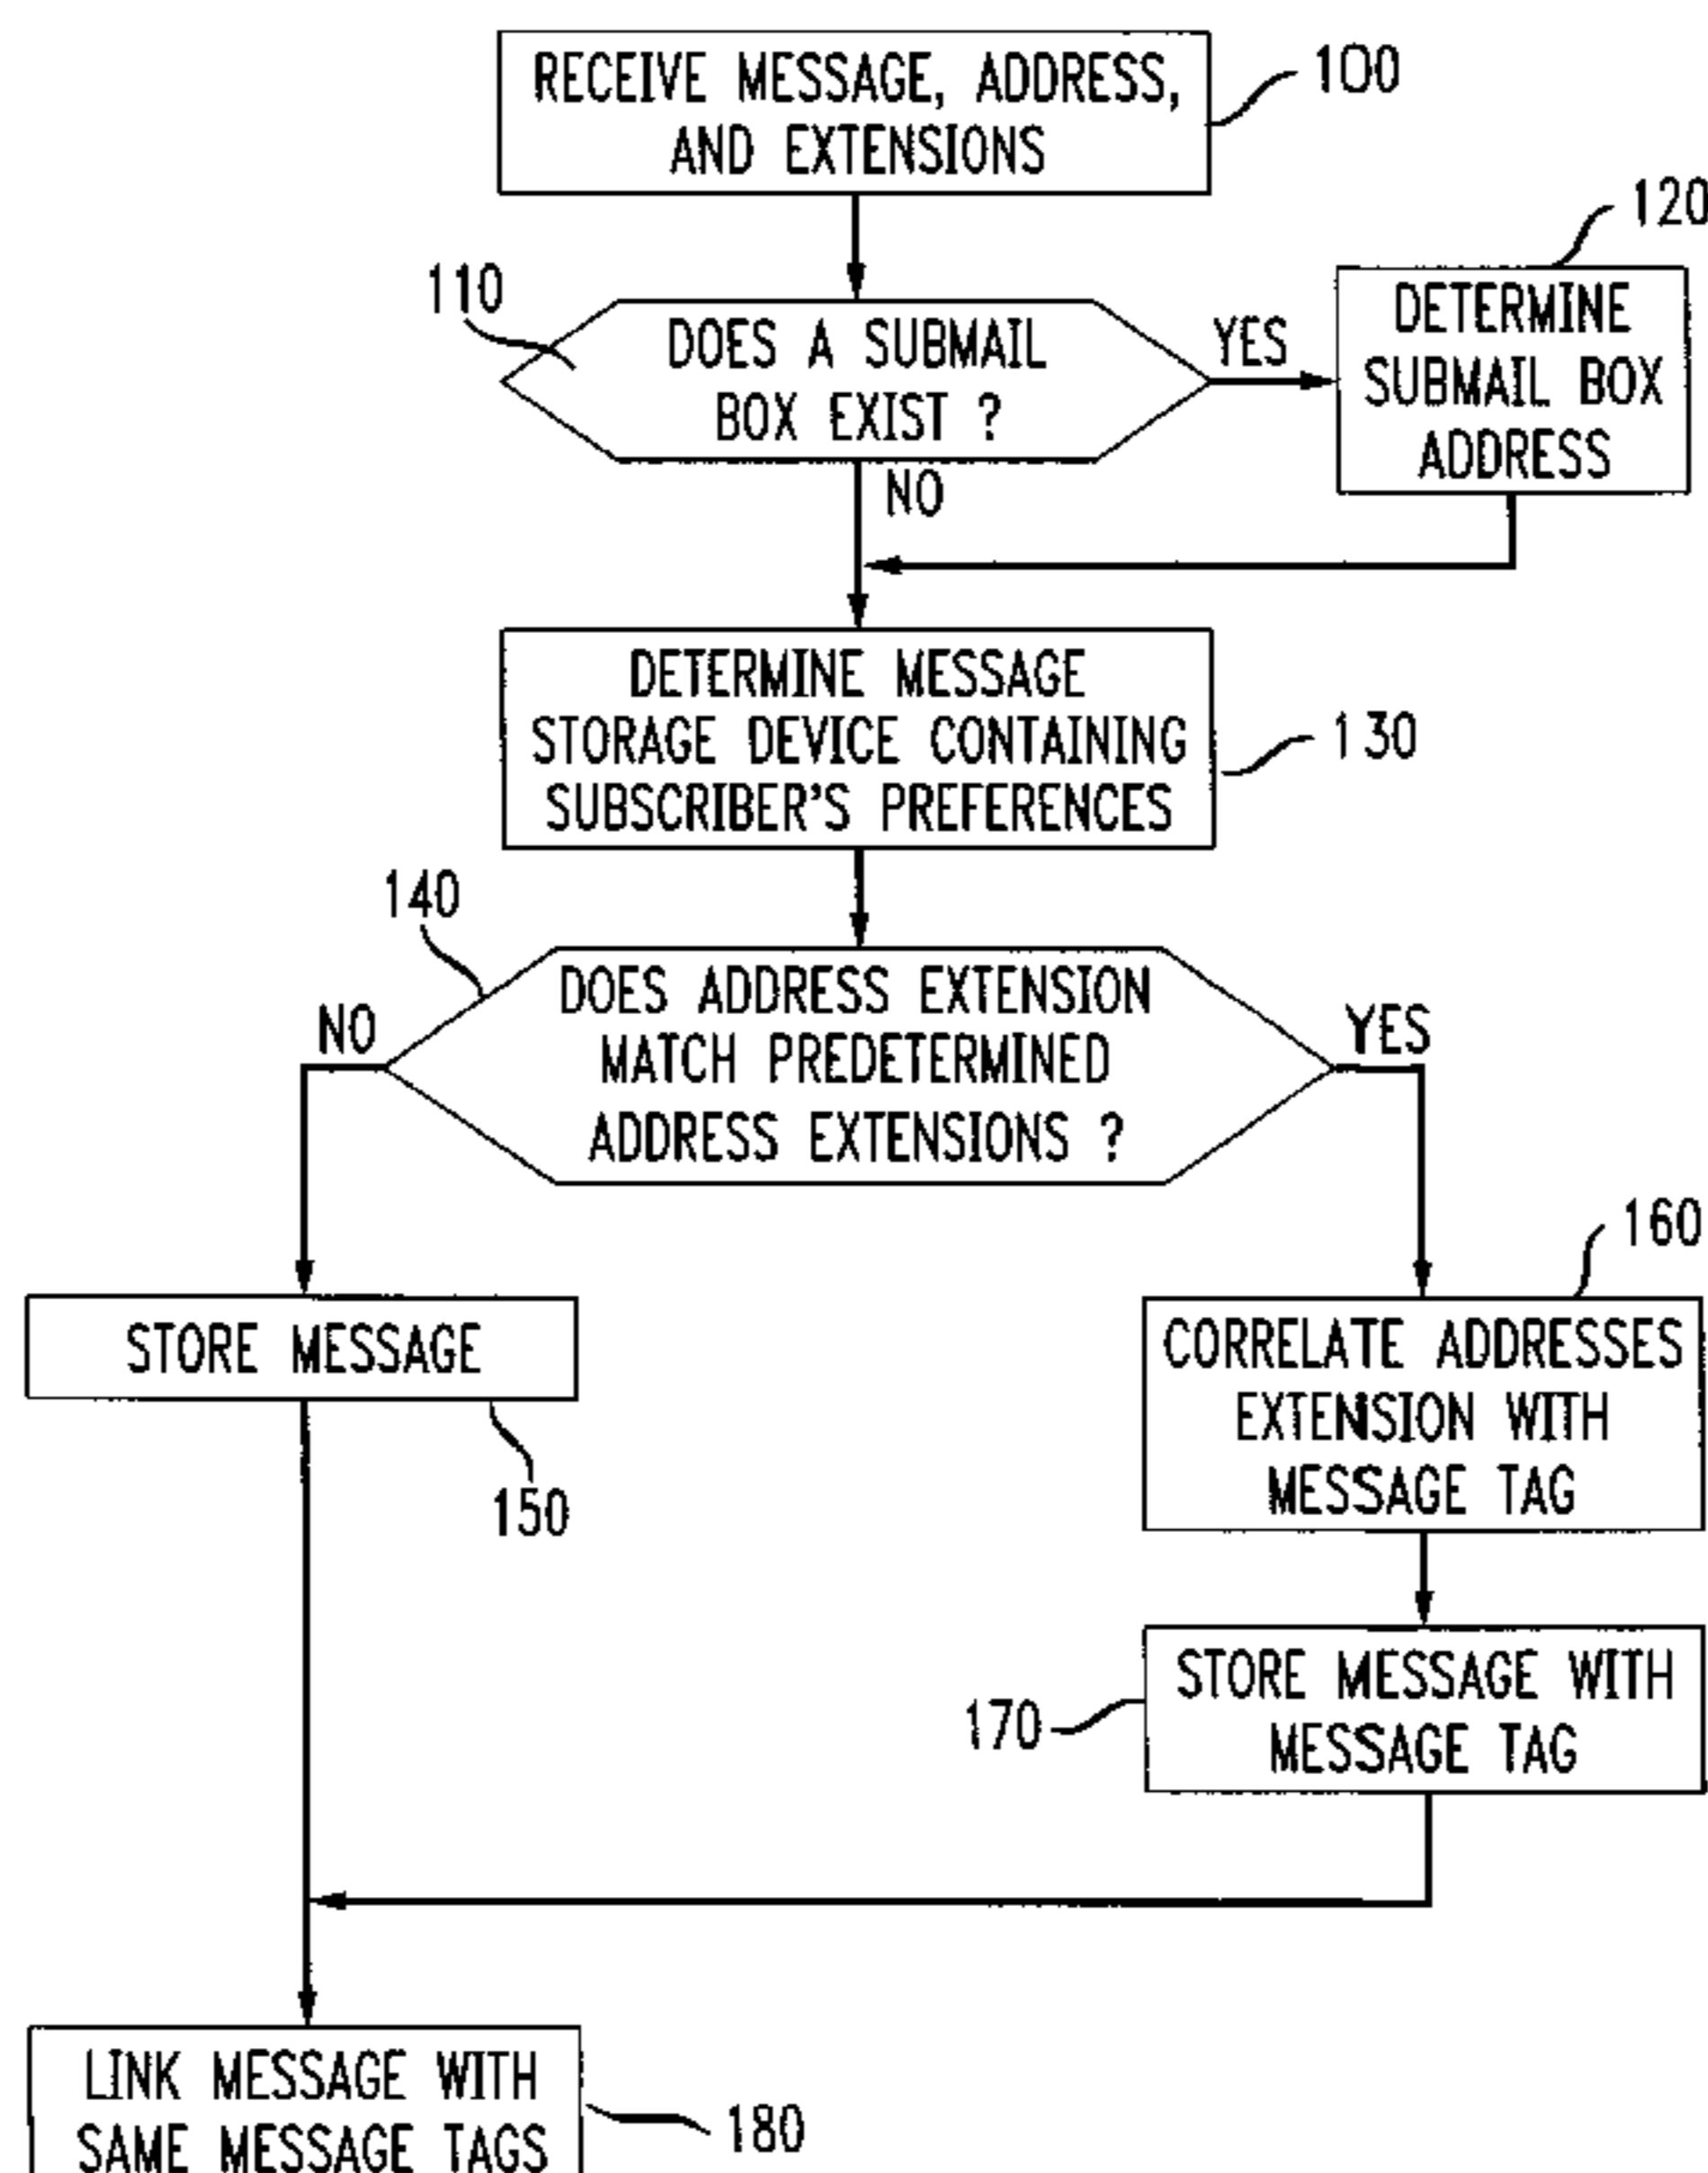 RECEIVE MESSAGE, ADDRESS,
AND EXTENSIONS
100
110
DOES A SUBMAIL
BOX EXIST ?
YES
NO
120
DETERMINE
SUBMAIL BOX
ADDRESS
DETERMINE MESSAGE
STORAGE DEVICE CONTAINING
SUBSCRIBER'S PREFERENCES
130
140
DOES ADDRESS EXTENSION
MATCH PREDETERMINED
ADDRESS EXTENSIONS ?
NO
YES
STORE MESSAGE
150
160
CORRELATE ADDRESSES
EXTENSION WITH
MESSAGE TAG
170
STORE MESSAGE WITH
MESSAGE TAG
LINK MESSAGE WITH
SAME MESSAGE TAGS
180